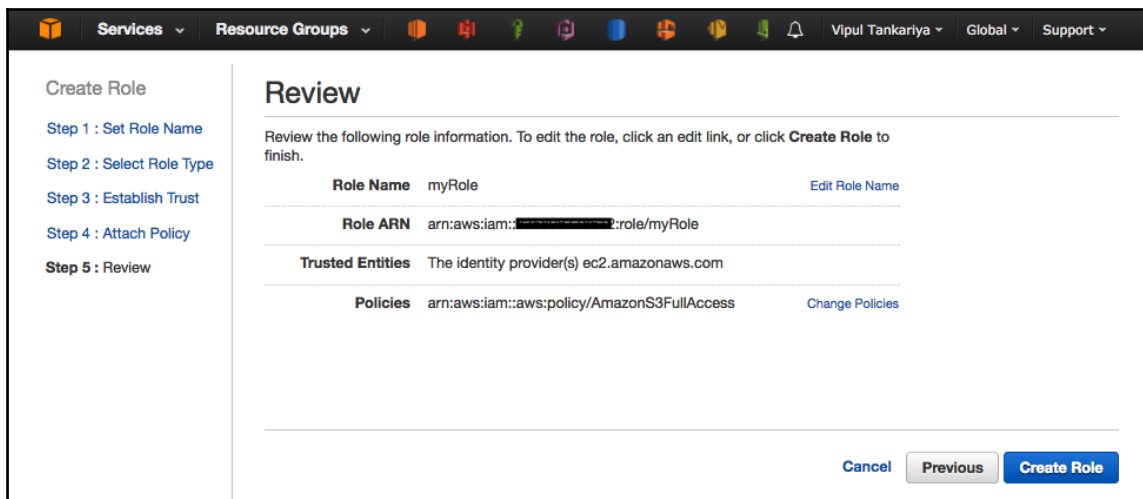 Services Resource Groups Vipul Tankariya Global Support
Create Role
Step 1 : Set Role Name
Step 2 : Select Role Type
Step 3 : Establish Trust
Step 4 : Attach Policy
Step 5 : Review
Review
Review the following role information. To edit the role, click an edit link, or click Create Role to
finish.
Role Name myRole Edit Role Name
Role ARN arn:aws:iam:: 2:role/myRole
Trusted Entities The identity provider(s) ec2.amazonaws.com
Policies arn:aws:iam::aws:policy/AmazonS3FullAccess Change Policies
Cancel Previous Create Role